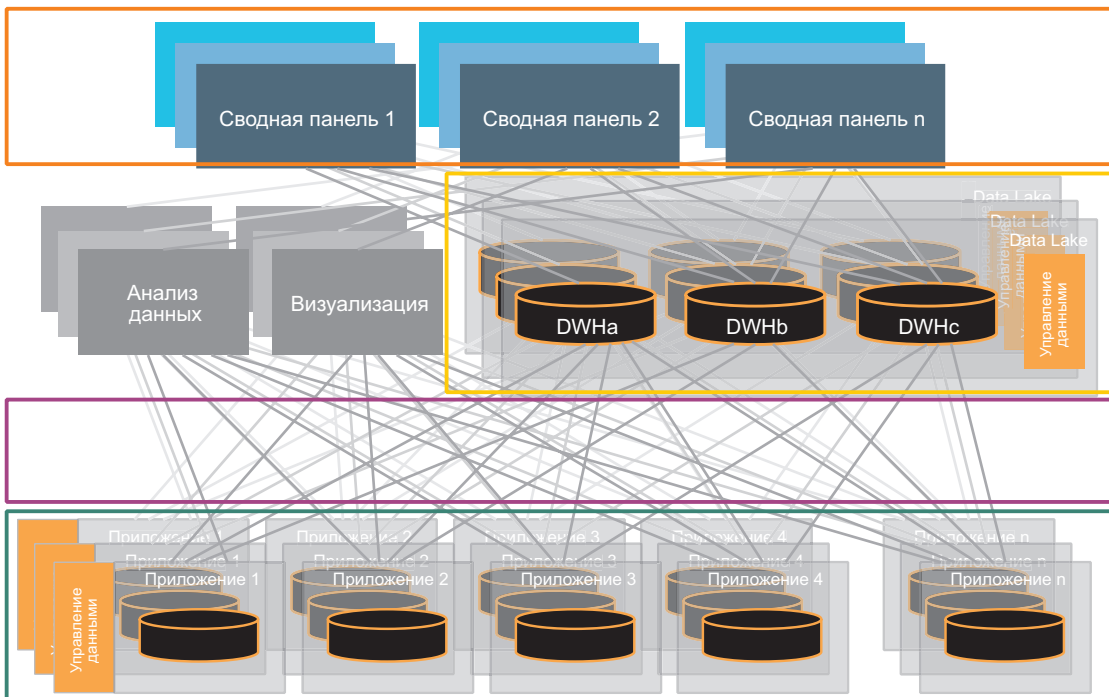 Сводная панель 1
Сводная панель 2
Сводная панель n
Data Lake
Data Lake
Data Lake
Управление
данными
Анализ
данных
Визуализация
DWHa
DWHb
DWHc
Управление
данными
Приложение
Приложение 2
Приложение 3
Приложение 4
Приложение n
Приложение 1
Приложение 2
Приложение 3
Приложение 4
Приложение n
Приложение 1
Приложение 2
Приложение 3
Приложение 4
Приложение n
Управление
данными